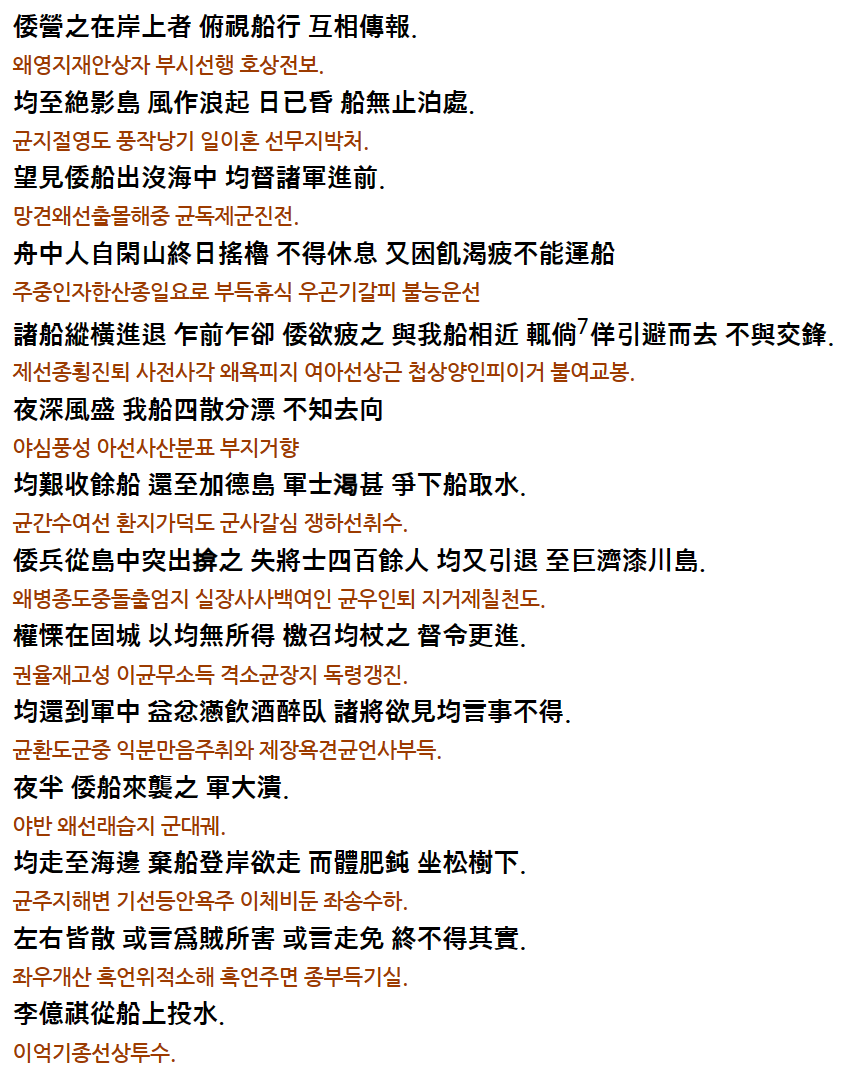 倭營之在岸上者 俯視船行 互相傳報.
왜영지재안상자 부시선행 호상전보.
均至絶影島 風作浪起 日已昏 船無止泊處.
균지절영도 풍작낭기 일이혼 선무지박처.
望見倭船出沒海中 均督諸軍進前.
망견왜선출몰해중 균독제군진전.
舟中人自閑山終日搖櫓 不得休息 又困飢渴疲不能運船
주중인자한산종일요로 부득휴식 우곤기갈피 불능운선
諸船縱橫進退 乍前乍卻 倭欲疲之 與我船相近 輒倘7佯引避而去 不與交鋒.
제선종횡진퇴 사전사각 왜욕피지 여아선상근 첩상양인피이거 불여교봉.
夜深風盛 我船四散分漂 不知去向
야심풍성 아선사산분표 부지거향
均艱收餘船 還至加德島 軍士渴甚 爭下船取水.
균간수여선 환지가덕도 군사갈심 쟁하선취수.
倭兵從島中突出揜之 失將士四百餘人 均又引退 至巨濟漆川島.
왜병종도중돌출엄지 실장사사백여인 균우인퇴 지거제칠천도.
權慄在固城 以均無所得 檄召均杖之 督令更進.
권율재고성 이균무소득 격소균장지 독령갱진.
均還到軍中 益忿懣飮酒醉臥 諸將欲見均言事不得.
균환도군중 익분만음주취와 제장욕견균언사부득.
夜半 倭船來襲之 軍大潰.
야반 왜선래습지 군대궤.
均走至海邊 棄船登岸欲走 而體肥鈍 坐松樹下.
균주지해변 기선등안욕주 이체비둔 좌송수하.
左右皆散 或言爲賊所害 或言走免 終不得其實.
좌우개산 혹언위적소해 혹언주면 종부득기실.
李億祺從船上投水.
이억기종선상투수.